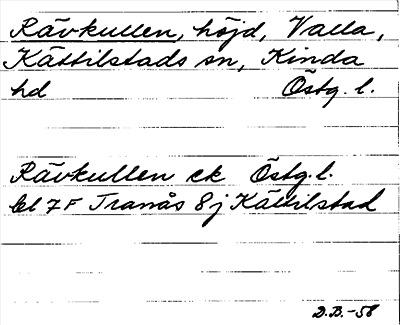 Rävkullen, höjd, Valla,
Kättilstads sn, Kinda
hd Östg. l.
Rävkullen ek Östg. l.
bl 7F Tranås 8j Kättilstad
D.B.-58